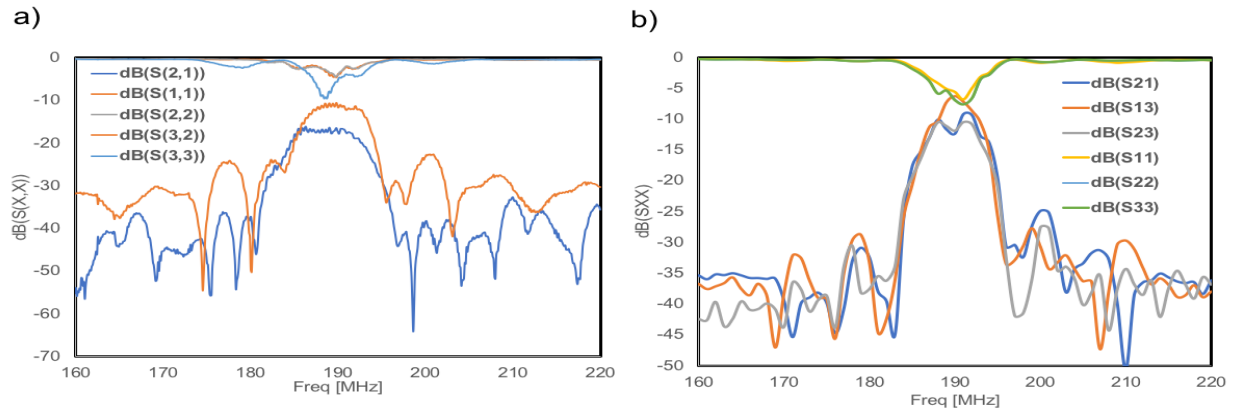 a)
0
-10
-20
-30
-40
-50
-60
-70
dB(S(X,X))
dB(S(2,1))
dB(S(1,1))
dB(S(2,2))
dB(S(3,2))
dB(S(3,3))
160 170 180 190 200 210 220
Freq [MHz]
b)
0
-5
-10
-15
-20
-25
-30
-35
-40
-45
-50
dB(SXX)
dB(S21)
dB(S13)
dB(S23)
dB(S11)
dB(S22)
dB(S33)
160 170 180 190 200 210 220
Freq [MHz]